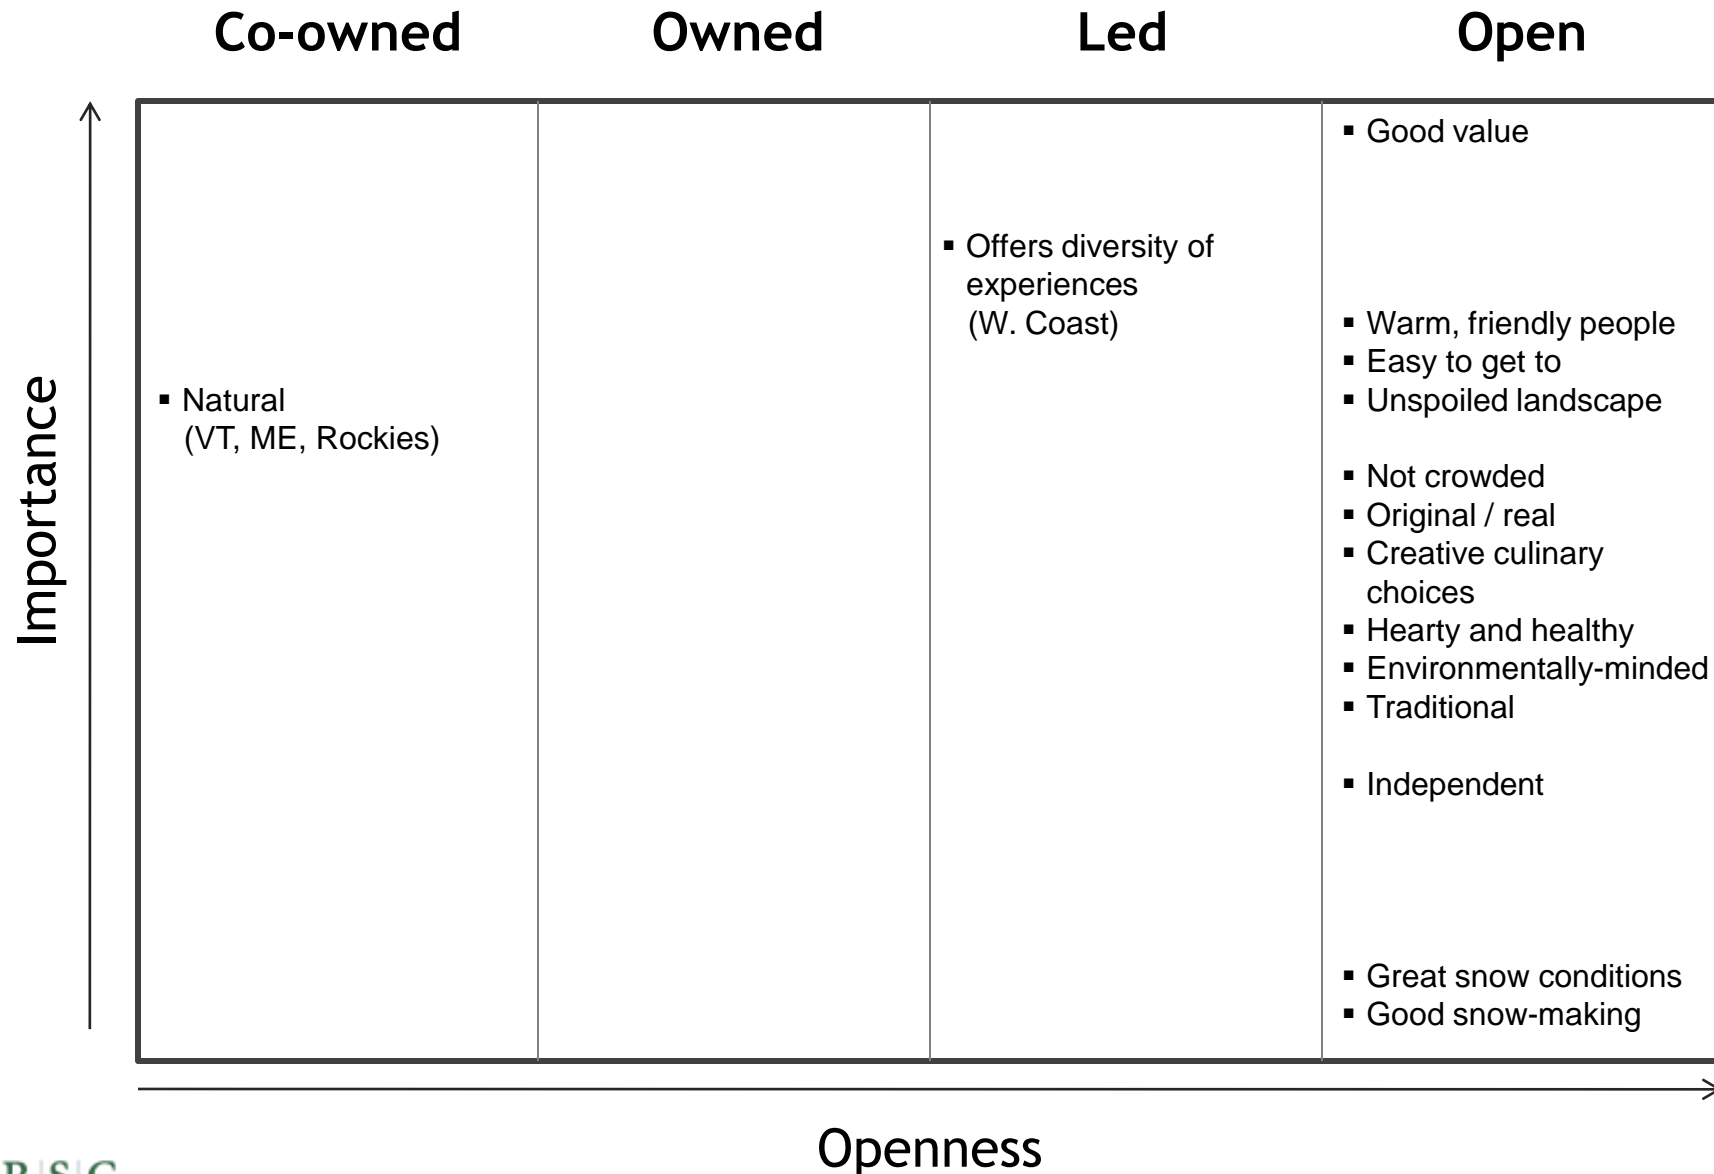 Co-owned Owned Led Open
Importance
▪ Good value
▪ Offers diversity of
experiences
(W. Coast)
▪ Warm, friendly people
▪ Easy to get to
▪ Natural
(VT, ME, Rockies)
▪ Unspoiled landscape
▪ Not crowded
▪ Original / real
▪ Creative culinary
choices
▪ Hearty and healthy
▪ Environmentally-minded
▪ Traditional
▪ Independent
▪ Great snow conditions
▪ Good snow-making
Openness